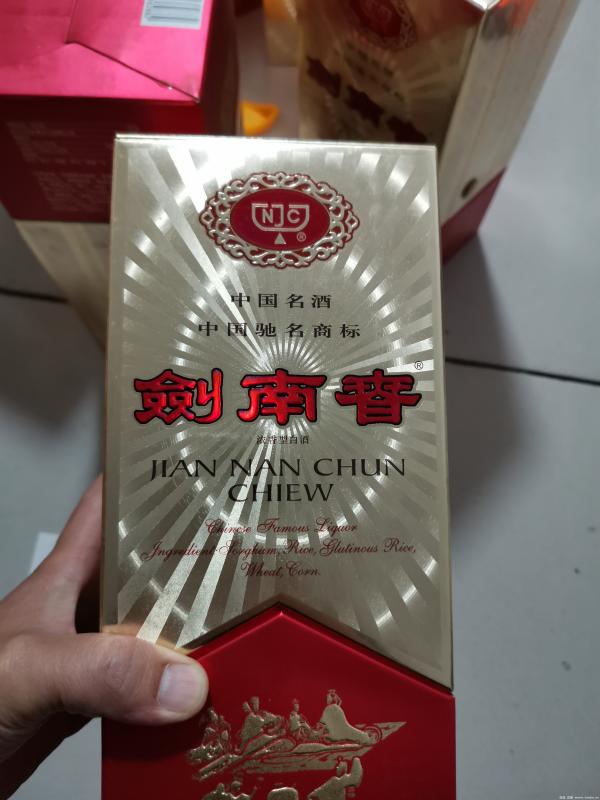 NJC
®
中国名酒
中国驰名商标
®
劍南春
浓香型白酒
JIAN NAN CHUN
CHIEW
Chinese Famous Liquor
Ingredient:Sorghum, Rice, Glutinous Rice,
Wheat, Corn.